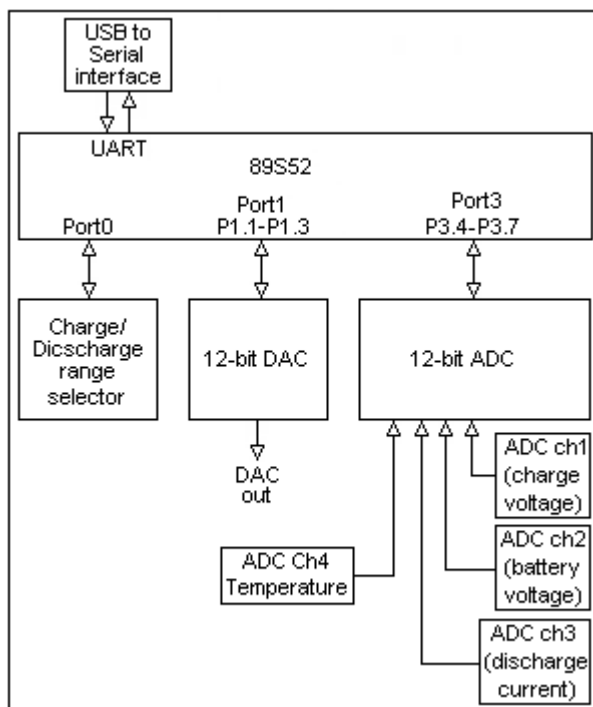 USB to
Serial
interface
UART
89S52
Port0
Port1
P1.1-P1.3
Port3
P3.4-P3.7
Charge/
Dicscharge
range
selector
12-bit DAC
12-bit ADC
DAC
out
ADC ch1
(charge
voltage)
ADC ch2
(battery
voltage)
ADC Ch4
Temperature
ADC ch3
(discharge
current)